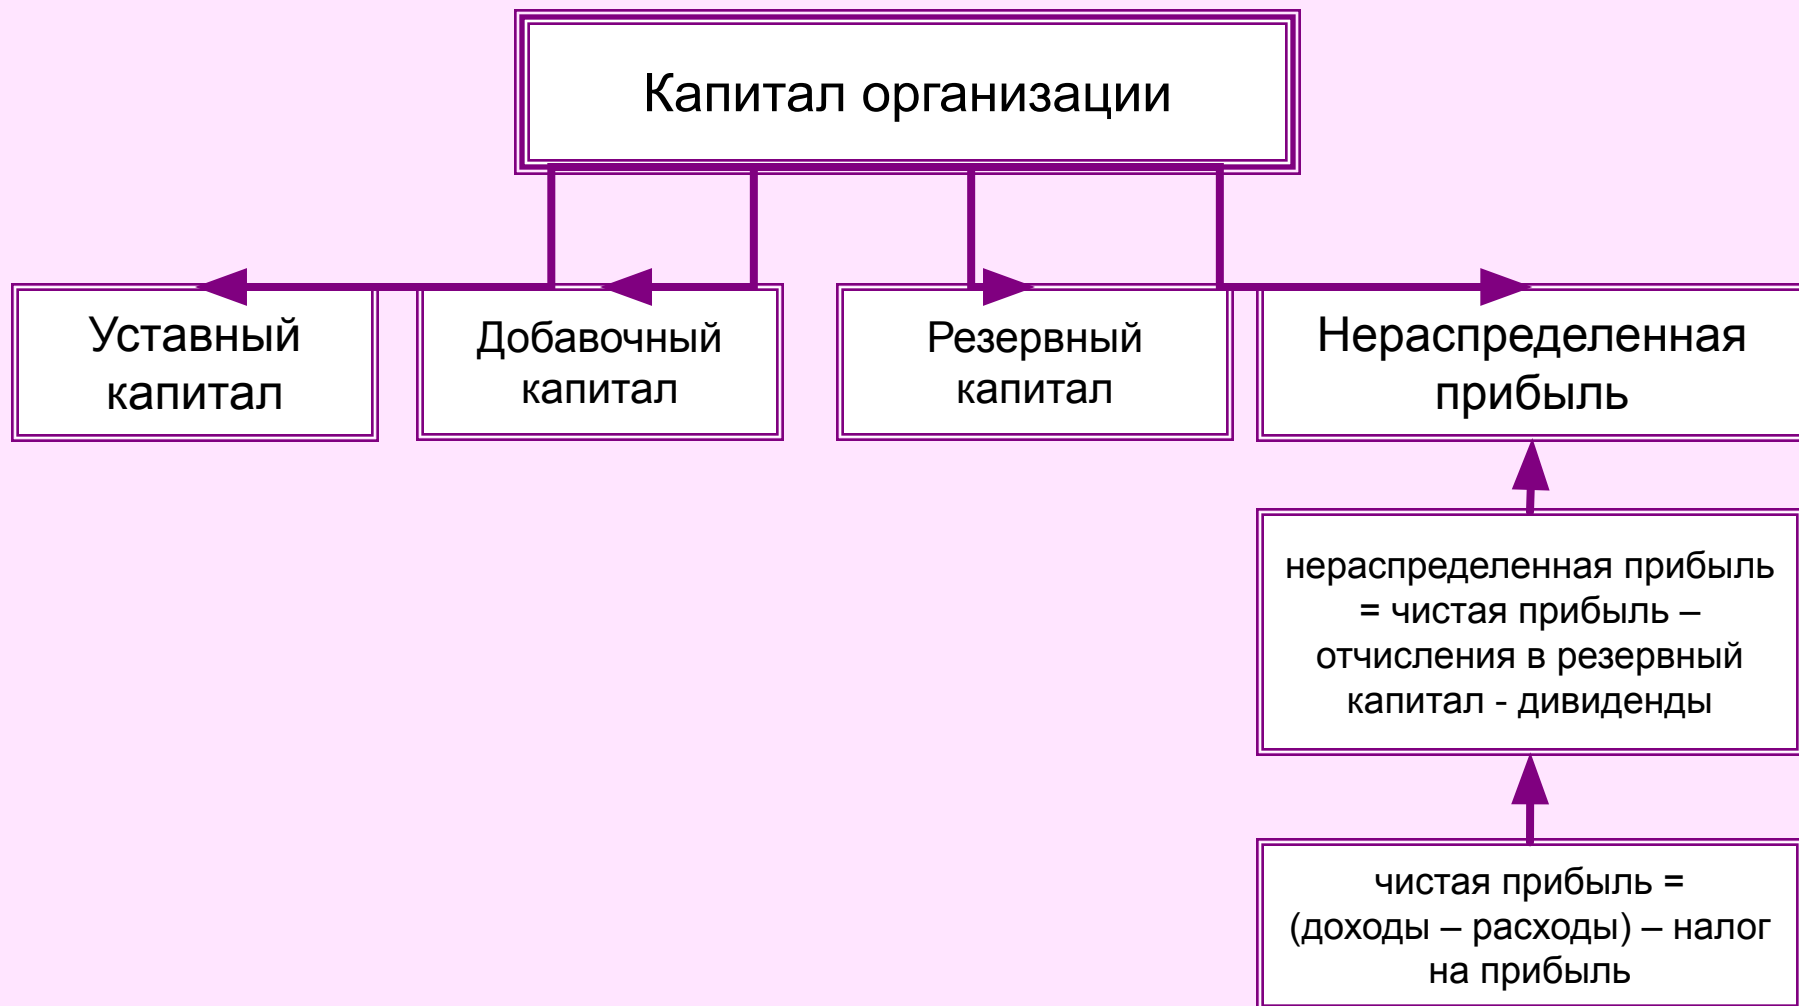 Капитал организации
Уставный
капитал
Добавочный
капитал
Резервный
капитал
Нераспределенная
прибыль
нераспределенная прибыль
= чистая прибыль –
отчисления в резервный
капитал - дивиденды
чистая прибыль =
(доходы – расходы) – налог
на прибыль